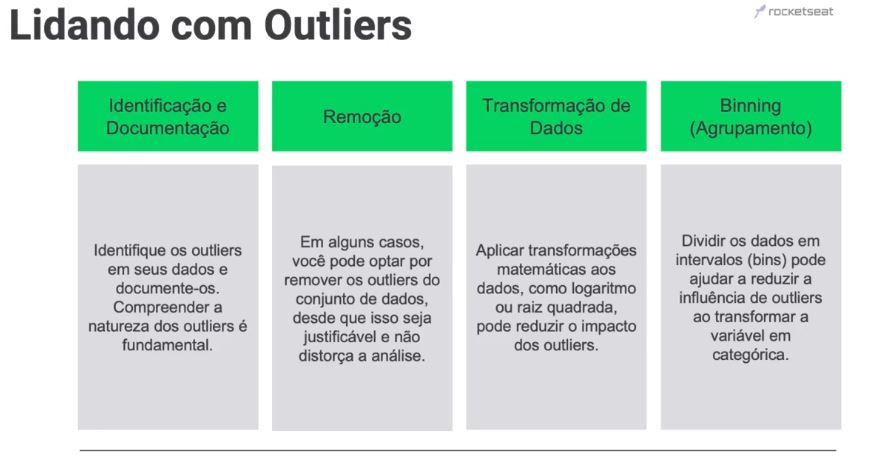 Lidando com Outliers
rocketseat
Identificação e
Documentação
Remoção
Transformação de
Dados
Binning
(Agrupamento)
Identifique os outliers
em seus dados e
documente-os.
Compreender a
natureza dos outliers é
fundamental.
Em alguns casos,
você pode optar por
remover os outliers do
conjunto de dados,
desde que isso seja
justificável e não
distorça a análise.
Aplicar transformações
matemáticas aos
dados, como logaritmo
ou raiz quadrada,
pode reduzir o impacto
dos outliers.
Dividir os dados em
intervalos (bins) pode
ajudar a reduzir a
influência de outliers
ao transformar a
variável em
categórica.